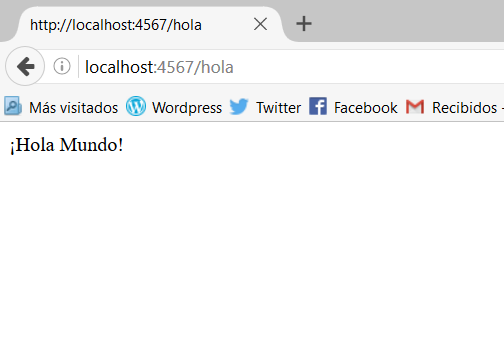 http://localhost:4567/hola
localhost:4567/hola
Más visitados Wordpress Twitter Facebook Recibidos -
¡Hola Mundo!